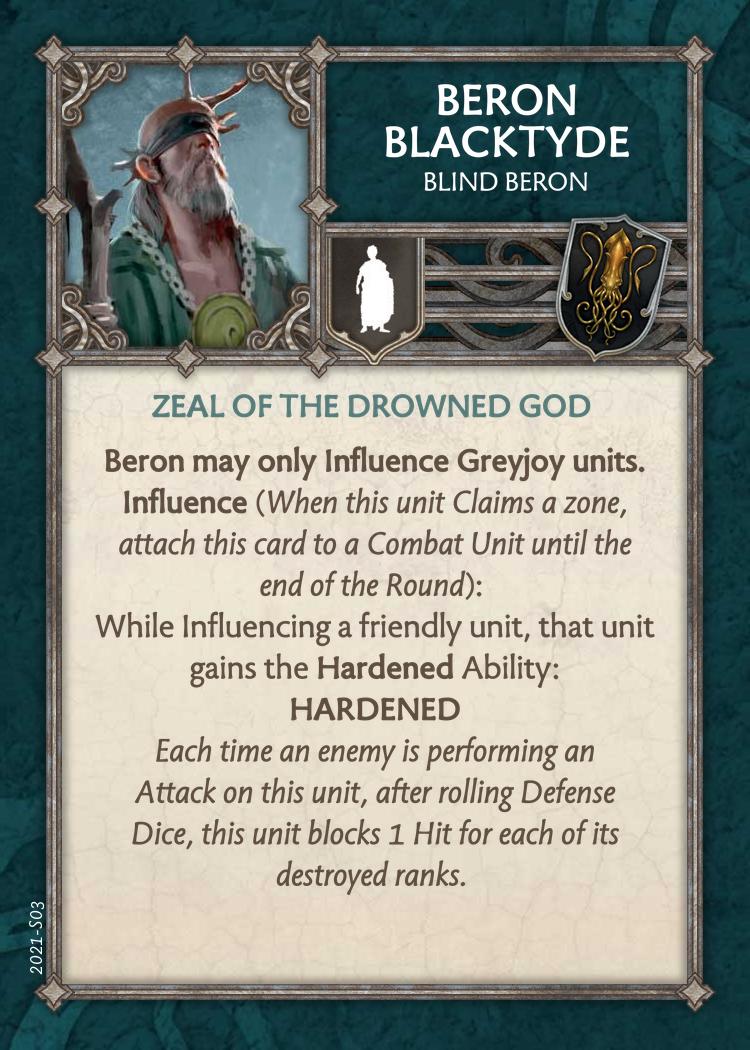 BERON
BLACKTYDE
BLIND BERON
ZEAL OF THE DROWNED GOD
Beron may only Influence Greyjoy units.
Influence (When this unit Claims a zone,
attach this card to a Combat Unit until the
end of the Round):
While Influencing a friendly unit, that unit
gains the Hardened Ability:
HARDENED
Each time an enemy is performing an
Attack on this unit, after rolling Defense
Dice, this unit blocks 1 Hit for each of its
destroyed ranks.
2021-S03